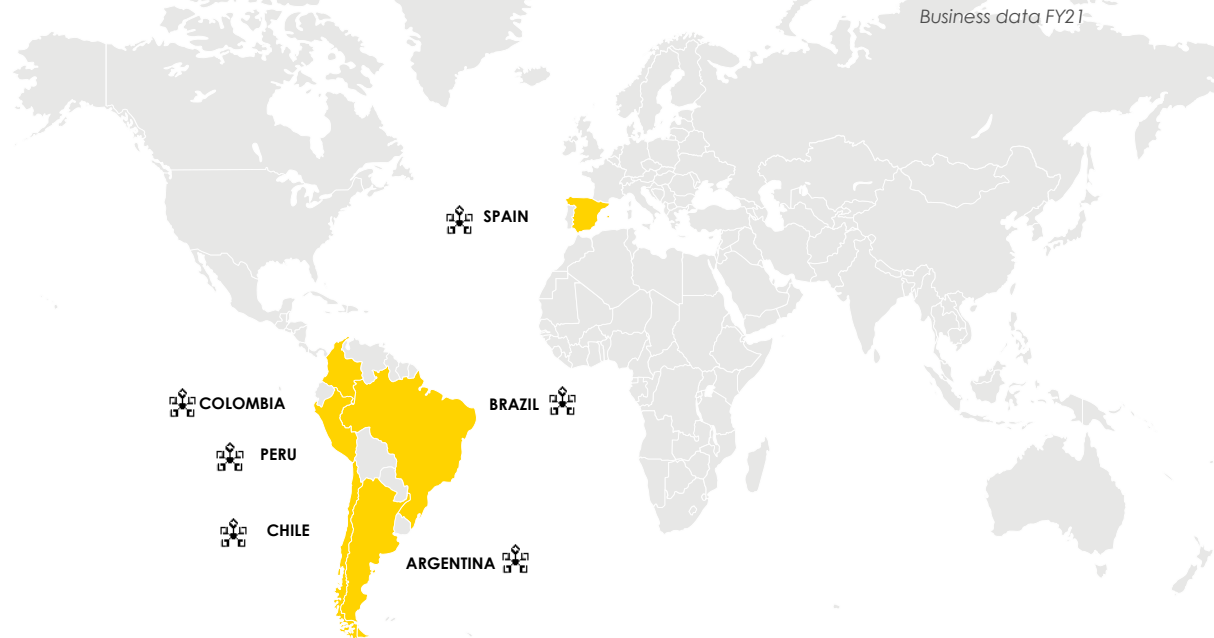 Business data FY21
SPAIN
COLOMBIA
BRAZIL
PERU
CHILE
ARGENTINA